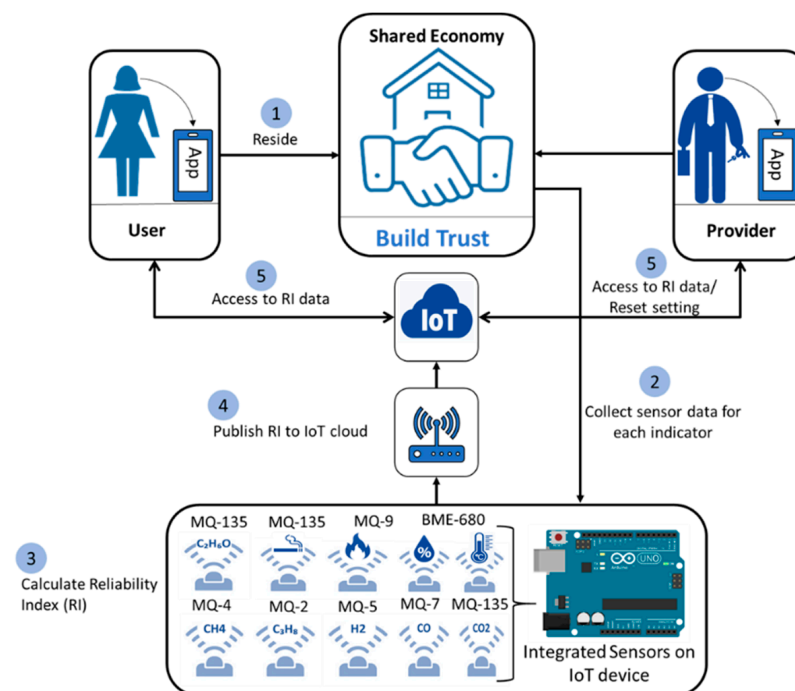 Shared Economy
Build Trust
App
User
App
Provider
1
Reside
5
Access to RI data
IoT
5
Access to RI data/
Reset setting
2
Collect sensor data for
each indicator
4
Publish RI to IoT cloud
3
Calculate Reliability
Index (RI)
MQ-135 MQ-135 MQ-9 BME-680
C₂H₆O
%
MQ-4 MQ-2 MQ-5 MQ-7 MQ-135
CH4 C₃H₈ H2 CO CO2
ARDUINO
UNO
Integrated Sensors on
IoT device